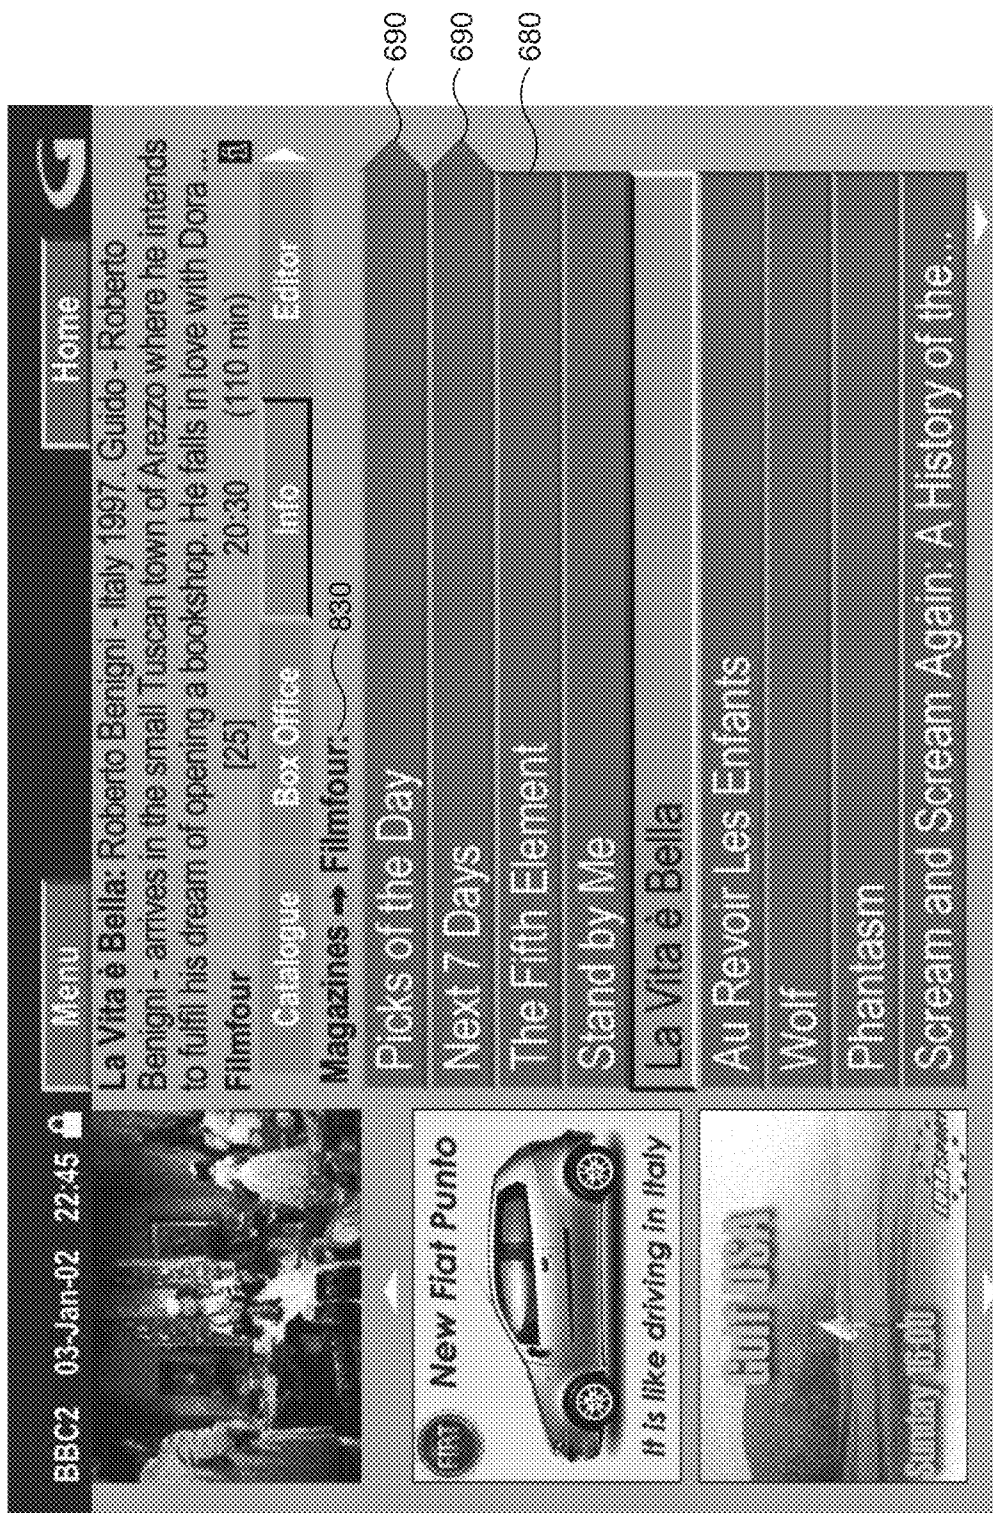 BBC2 03-Jan-02 22.45
Menu
Home
La Vita è Bella: Roberto Benigni - Italy 1997. Guido - Roberto
Benigni - arrives in the small Tuscan town of Arezzo where he intends
to fulfil his dream of opening a bookshop. He falls in love with Dora ...
Filmfour [25] 20:30 (110 min)
Catalogue Box Office Info Editor
Magazines ➡ Filmfour:
830
Picks of the Day
690
Next 7 Days
690
The Fifth Element
680
Stand by Me
La Vita è Bella
Au Revoir Les Enfants
Wolf
Phantasm
Scream and Scream Again: A History of the...
FIAT
New Fiat Punto
It is like driving in Italy